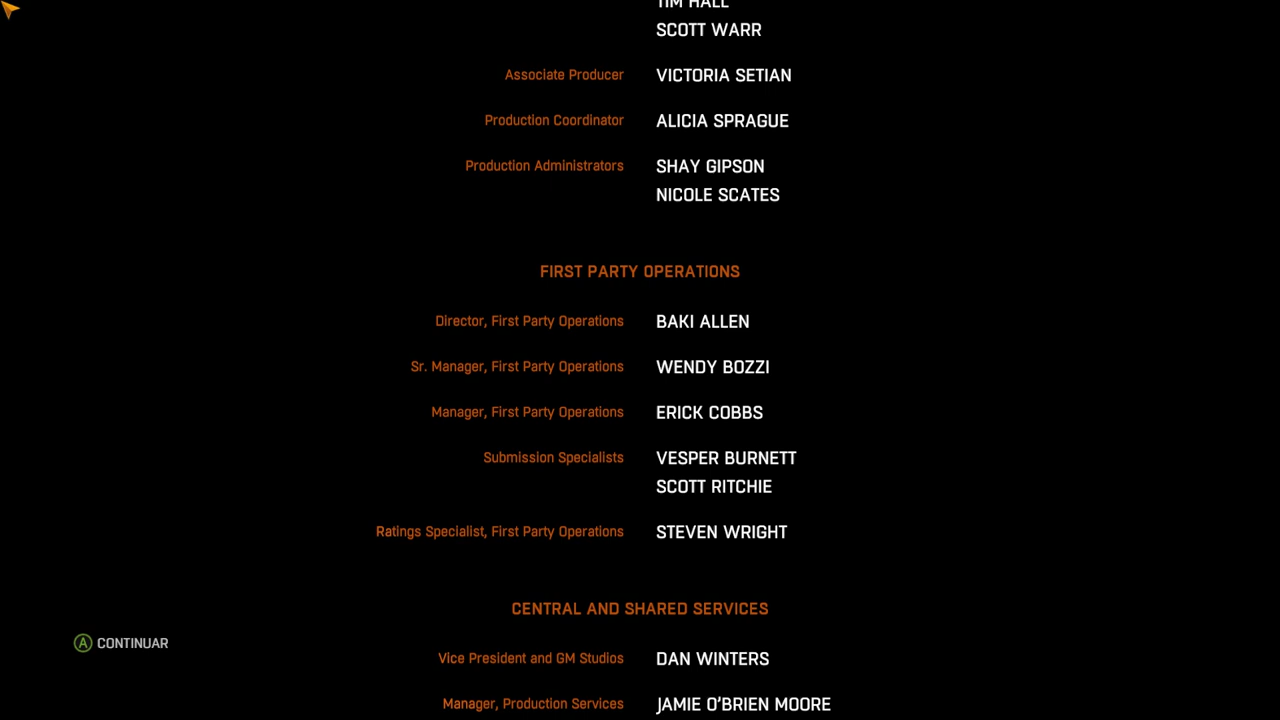 TIM HALL
SCOTT WARR
Associate Producer VICTORIA SETIAN
Production Coordinator ALICIA SPRAGUE
Production Administrators SHAY GIPSON
NICOLE SCATES
FIRST PARTY OPERATIONS
Director, First Party Operations BAKI ALLEN
Sr. Manager, First Party Operations WENDY BOZZI
Manager, First Party Operations ERICK COBBS
Submission Specialists VESPER BURNETT
SCOTT RITCHIE
Ratings Specialist, First Party Operations STEVEN WRIGHT
CENTRAL AND SHARED SERVICES
A CONTINUAR
Vice President and GM Studios DAN WINTERS
Manager, Production Services JAMIE O'BRIEN MOORE